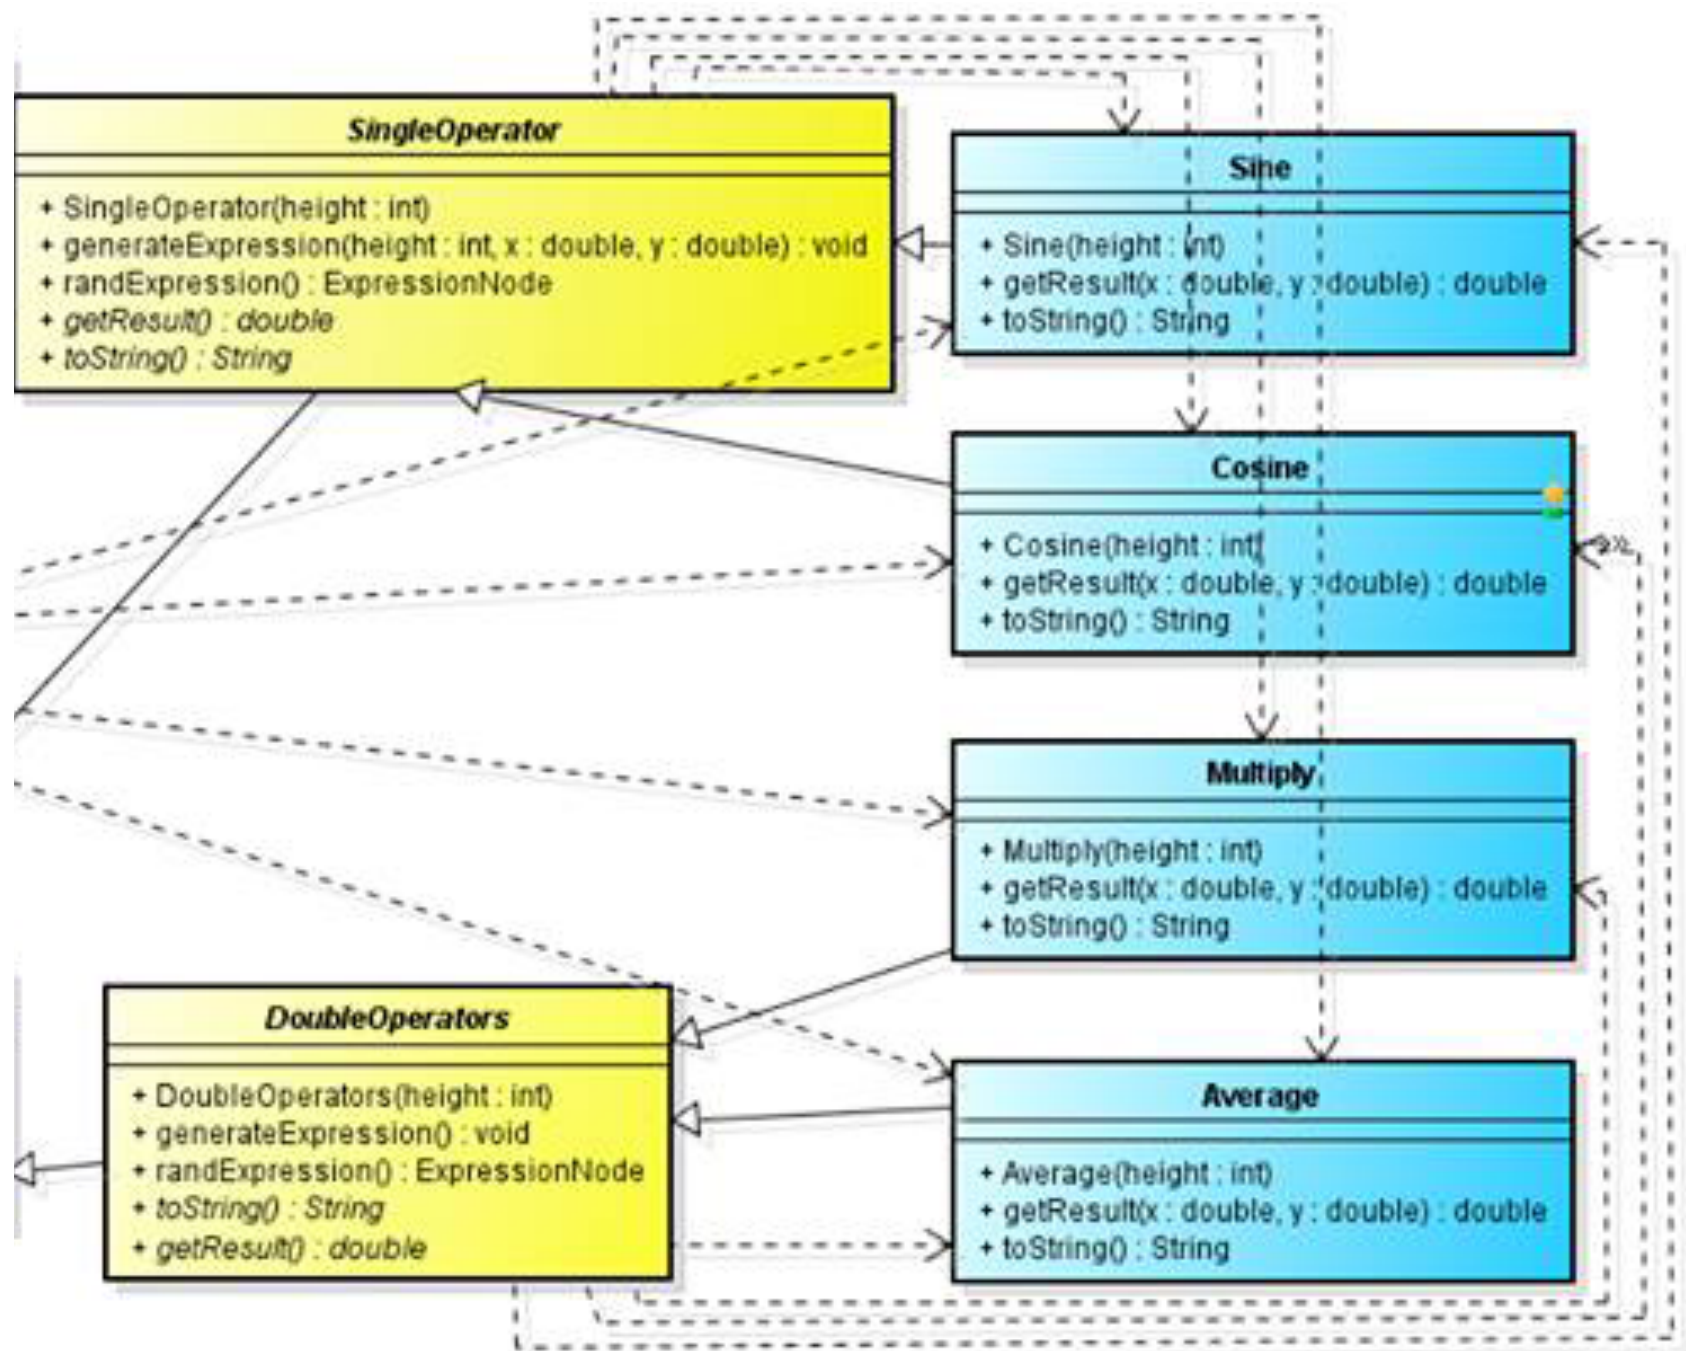 SingleOperator
+ SingleOperator(height : int)
+ generateExpression(height : int, x : double, y : double) : void
+ randExpression() : ExpressionNode
+ getResult() : double
+ toString() : String
Sine
+ Sine(height : int)
+ getResult(x : double, y : double) : double
+ toString() : String
Cosine
+ Cosine(height : int)
+ getResult(x : double, y : double) : double
+ toString() : String
Multiply
+ Multiply(height : int)
+ getResult(x : double, y : double) : double
+ toString() : String
DoubleOperators
+ DoubleOperators(height : int)
+ generateExpression() : void
+ randExpression() : ExpressionNode
+ toString() : String
+ getResult() : double
Average
+ Average(height : int)
+ getResult(x : double, y : double) : double
+ toString() : String